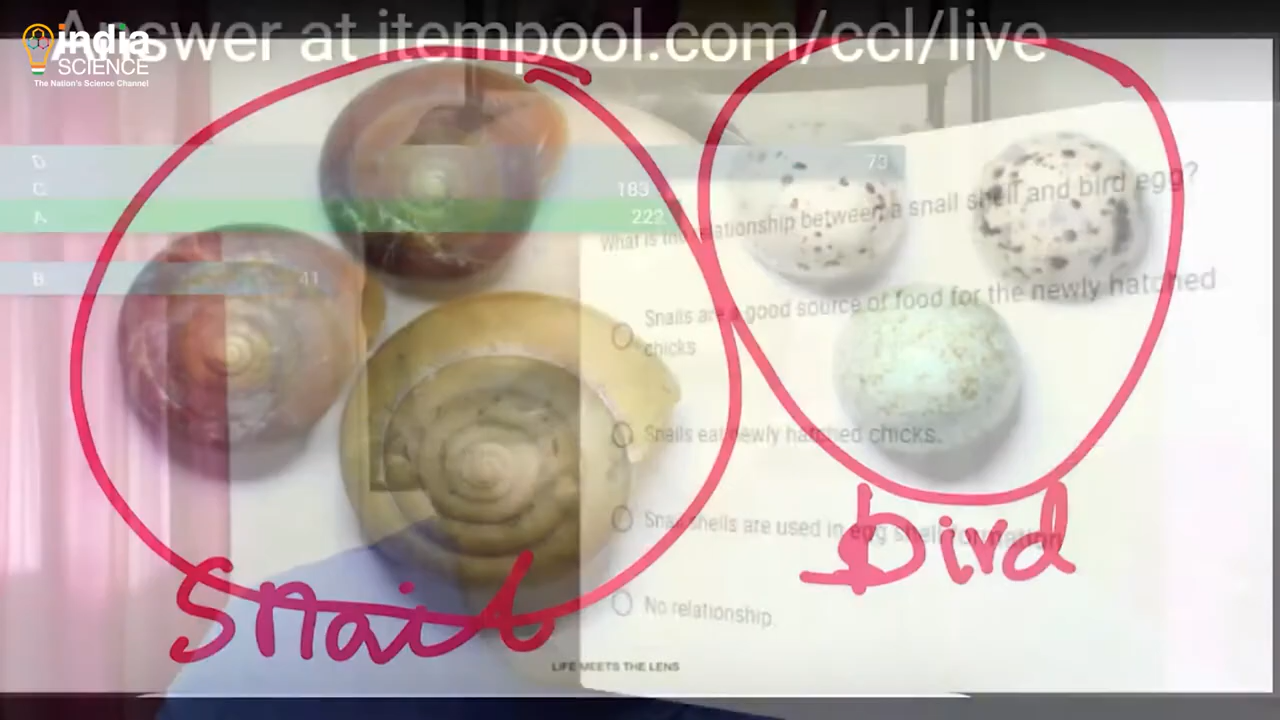 Answer at itempool.com/ccl/live
india
SCIENCE
The Nation's Science Channel
D. 73
C. 183
A. 222
B. 41
What is the relationship between a snail shell and bird egg?
Snails are a good source of food for the newly hatched
chicks
Snails eat newly hatched chicks.
Snail shells are used in egg shell formation
No relationship.
Snail
bird
LIFE MEETS THE LENS